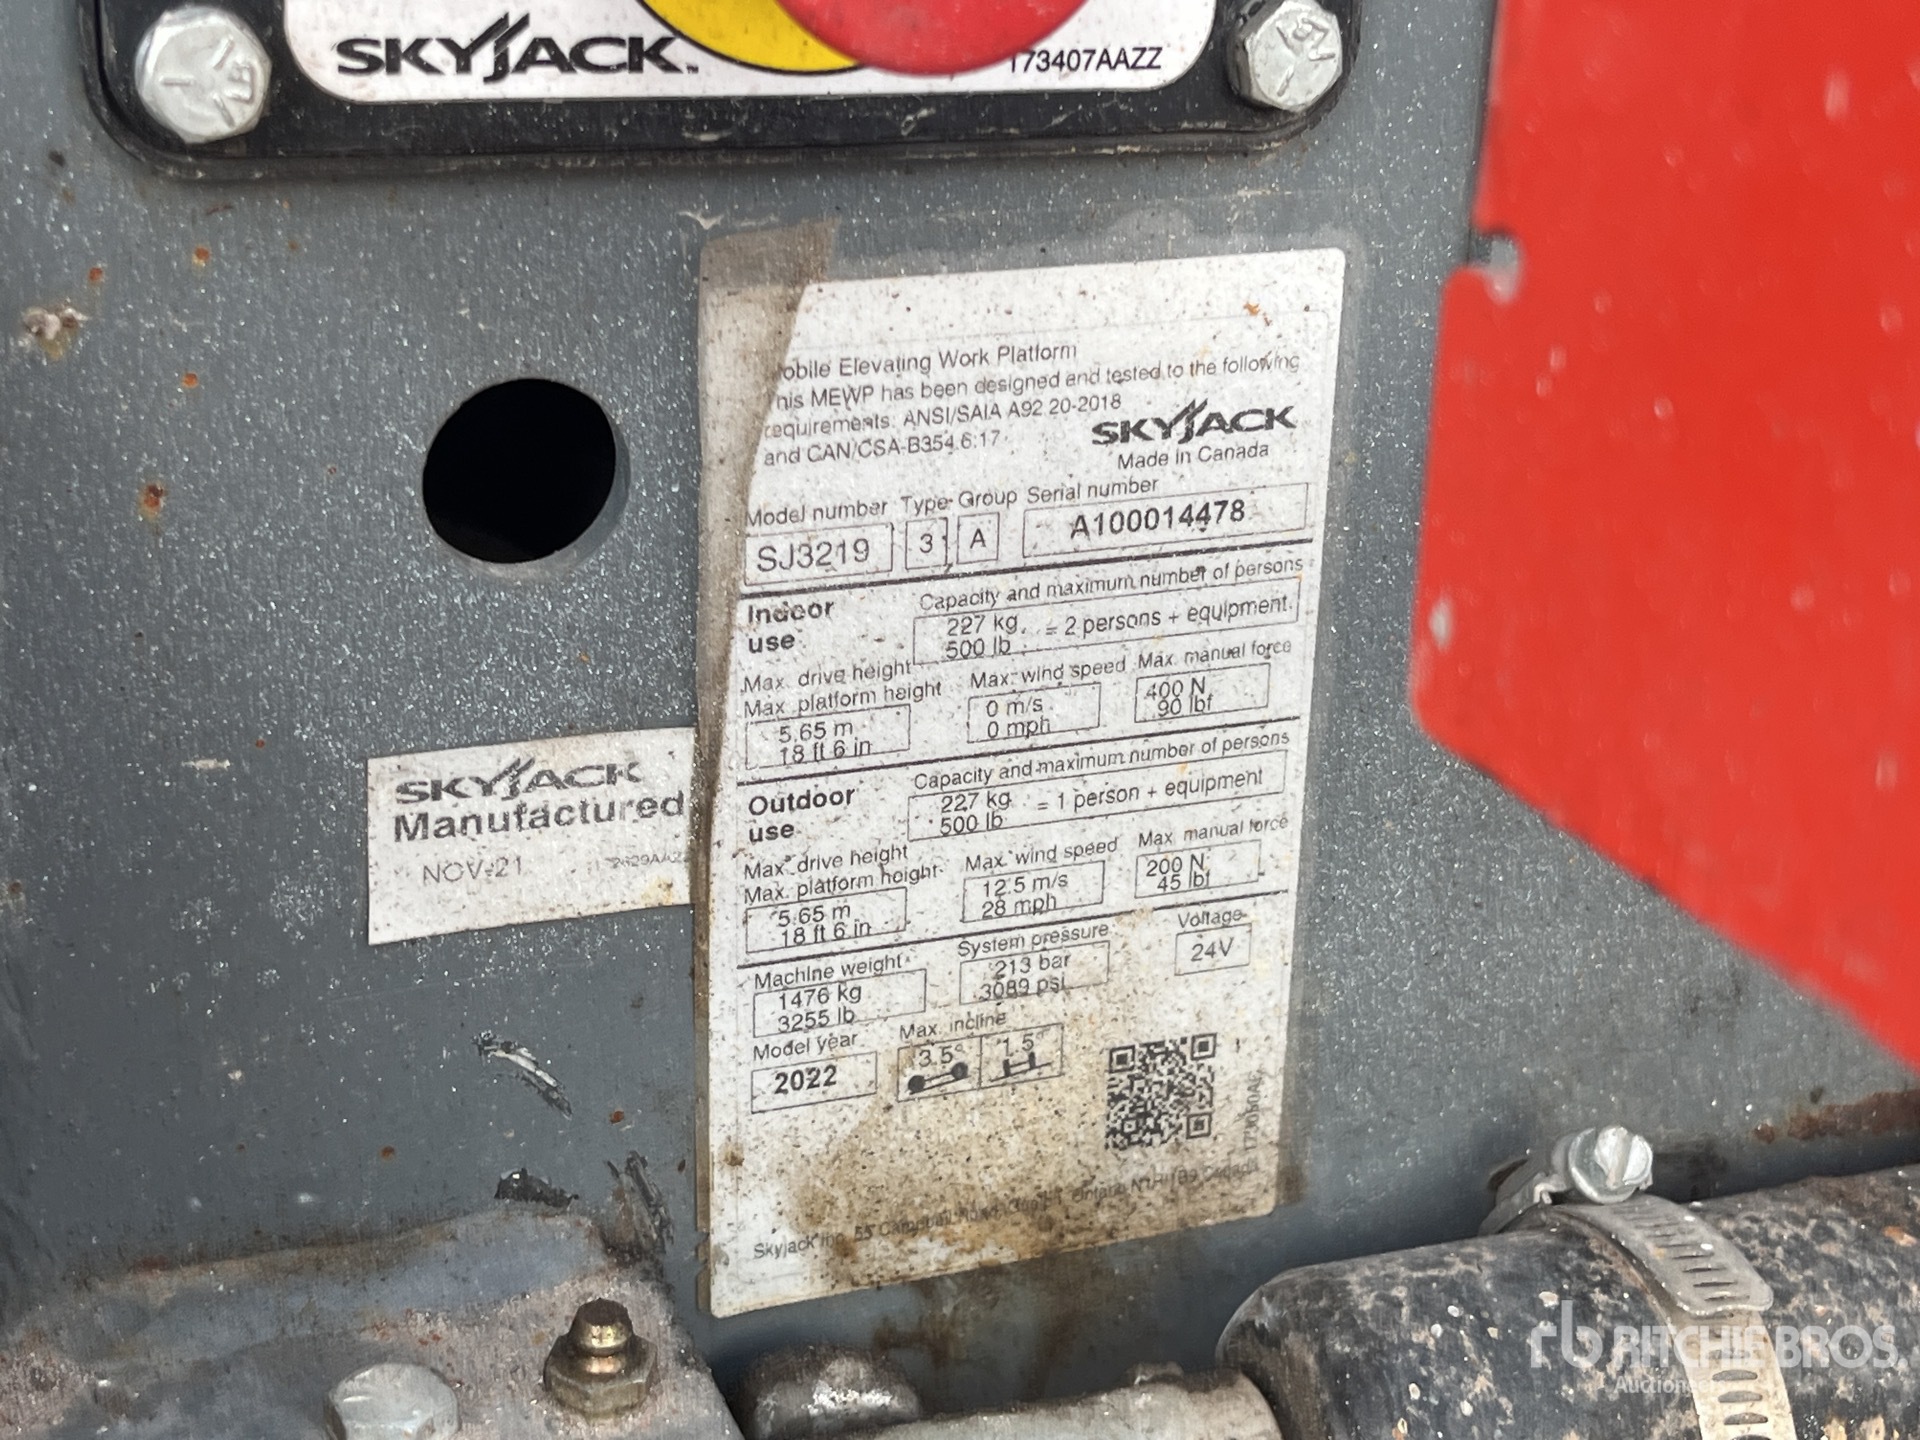 SKYJACK
173407AAZZ
obile Elevating Work Platform
his MEWP has been designed and tested to the following
requirements: ANSI/SAIA A92.20-2018
and CAN/CSA-B354.6:17
SKYJACK
Made in Canada
Model number Type Group Serial number
SJ3219 3 A A100014478
Indoor use
Capacity and maximum number of persons
227 kg
500 lb
= 2 persons + equipment
Max. drive height
Max. platform height
5.65 m
18 ft 6 in
Max. wind speed
0 m/s
0 mph
Max. manual force
400 N
90 lbf
Outdoor use
Capacity and maximum number of persons
227 kg
500 lb
= 1 person + equipment
Max. drive height
Max. platform height
5.65 m
18 ft 6 in
Max. wind speed
12.5 m/s
28 mph
Max. manual force
200 N
45 lbf
Machine weight
1476 kg
3255 lb
System pressure
213 bar
3089 psi
Voltage
24V
Model year
2022
Max. incline
3.5° 1.5°
Skyjack Inc. 55 Campbell Ontario Canada
SKYJACK
Manufactured
NOV-21
rb RITCHIE BROS